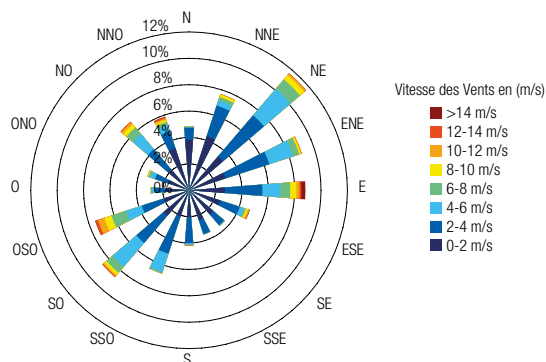 N
NNE
NE
ENE
E
ESE
SE
SSE
S
SSO
SO
OSO
O
ONO
NO
NNO
12%
10%
8%
6%
4%
2%
0%
Vitesse des Vents en (m/s)
>14 m/s
12-14 m/s
10-12 m/s
8-10 m/s
6-8 m/s
4-6 m/s
2-4 m/s
0-2 m/s